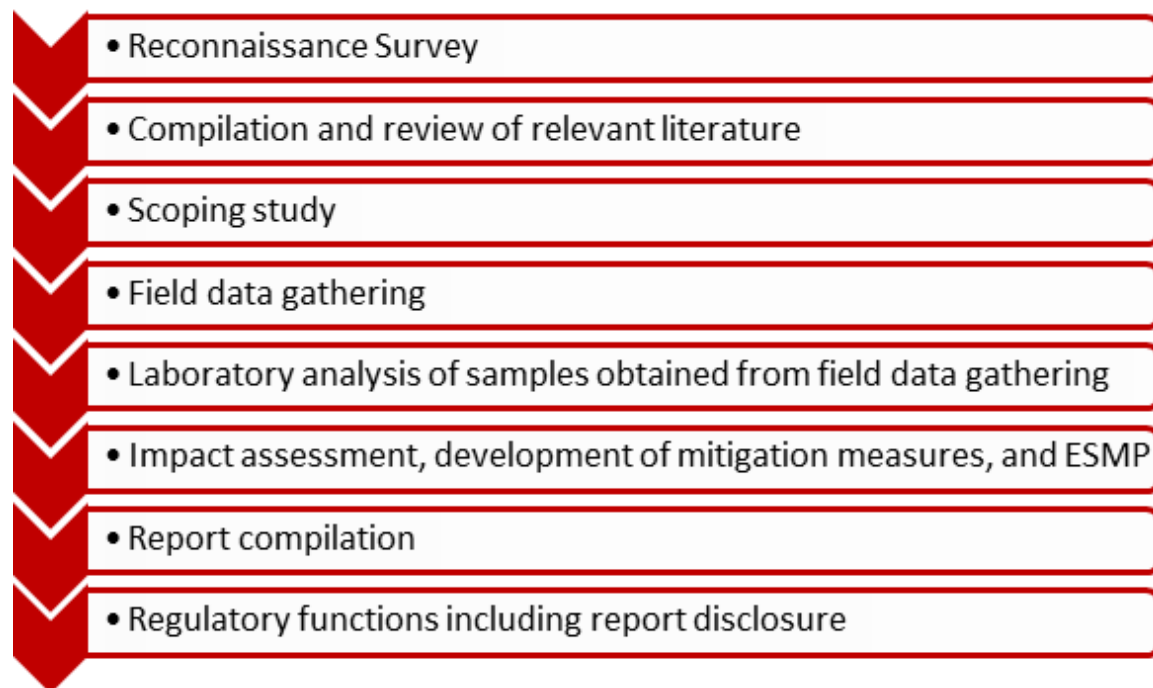 • Reconnaissance Survey
• Compilation and review of relevant literature
• Scoping study
• Field data gathering
• Laboratory analysis of samples obtained from field data gathering
• Impact assessment, development of mitigation measures, and ESMP
• Report compilation
• Regulatory functions including report disclosure